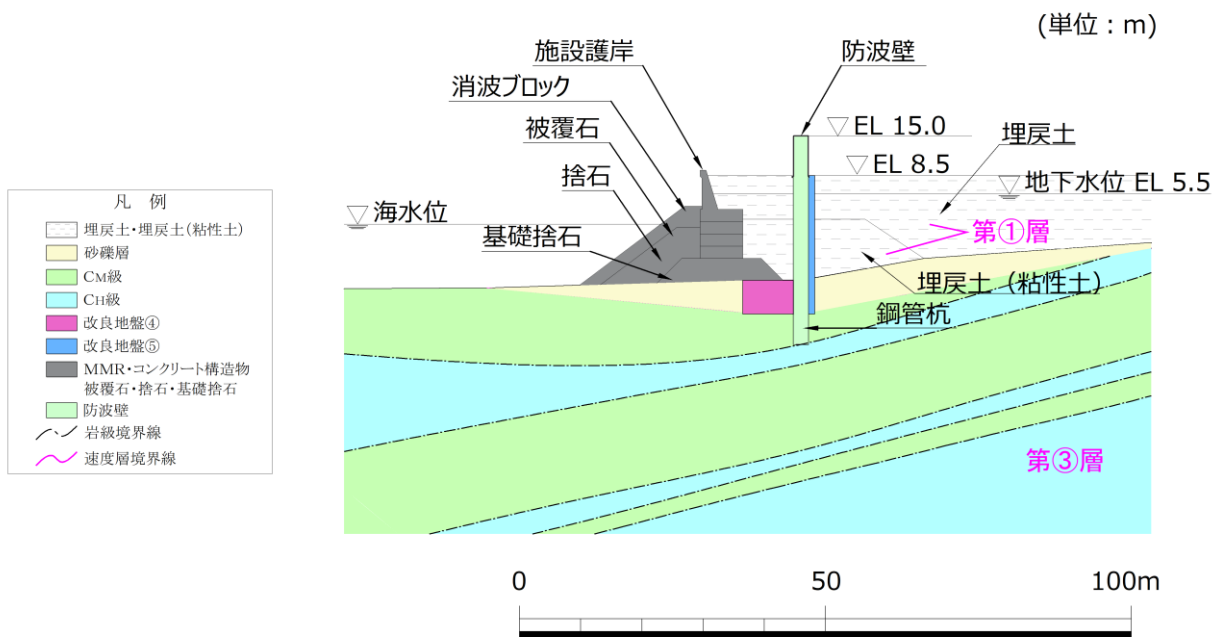 (単位：m)
施設護岸
防波壁
消波ブロック
EL 15.0
被覆石
埋戻土
EL 8.5
捨石
地下水位 EL 5.5
海水位
第①層
基礎捨石
埋戻土（粘性土）
鋼管杭
第③層
凡 例
埋戻土・埋戻土(粘性土)
砂礫層
CM級
CH級
改良地盤④
改良地盤⑤
MMR・コンクリート構造物
被覆石・捨石・基礎捨石
防波壁
岩級境界線
速度層境界線
0 50 100m